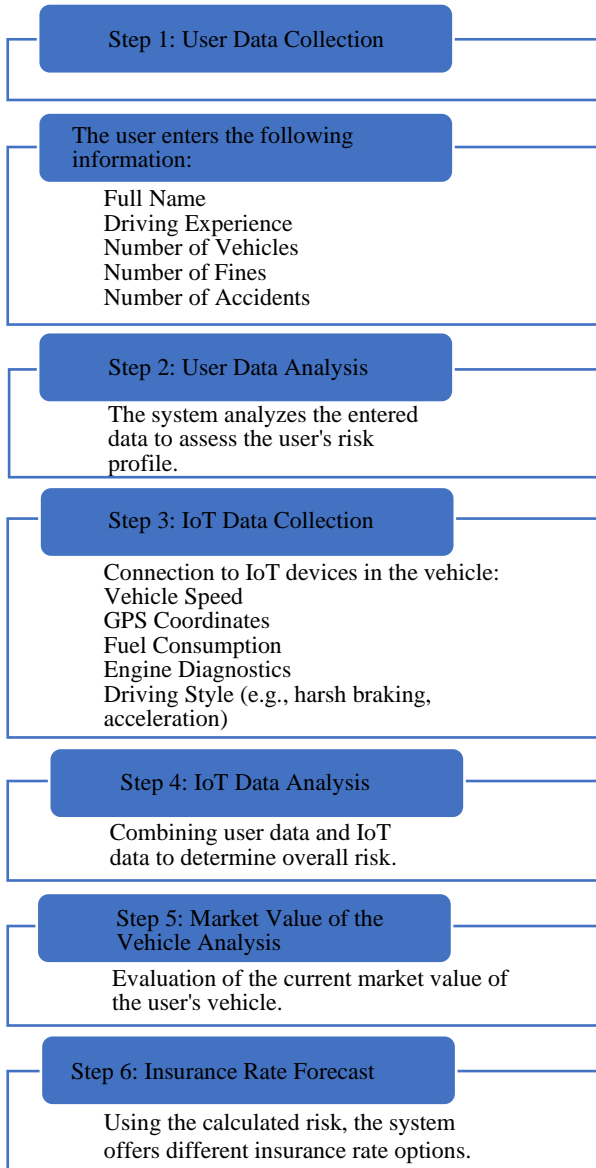 Step 1: User Data Collection
The user enters the following
information:
Full Name
Driving Experience
Number of Vehicles
Number of Fines
Number of Accidents
Step 2: User Data Analysis
The system analyzes the entered
data to assess the user's risk
profile.
Step 3: IoT Data Collection
Connection to IoT devices in the vehicle:
Vehicle Speed
GPS Coordinates
Fuel Consumption
Engine Diagnostics
Driving Style (e.g., harsh braking,
acceleration)
Step 4: IoT Data Analysis
Combining user data and IoT
data to determine overall risk.
Step 5: Market Value of the
Vehicle Analysis
Evaluation of the current market value of
the user's vehicle.
Step 6: Insurance Rate Forecast
Using the calculated risk, the system
offers different insurance rate options.